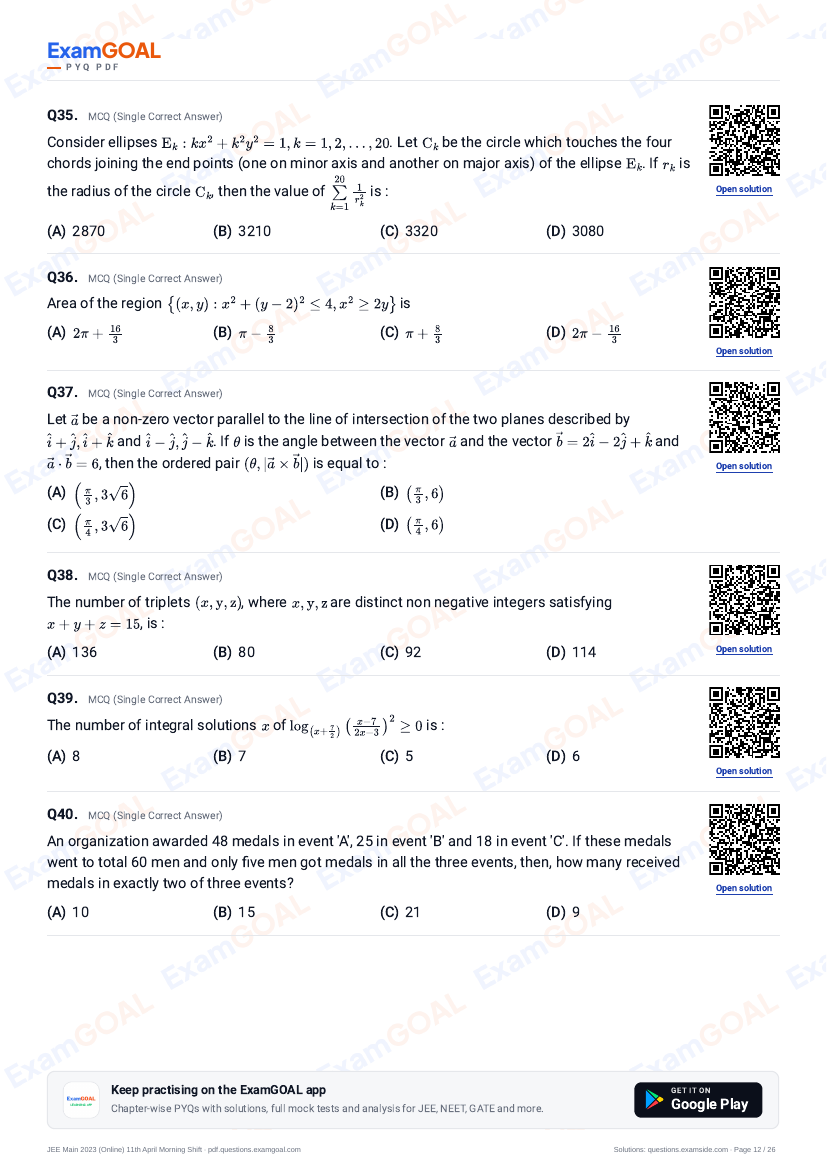 ExamGOAL
PYQ PDF
Q35. MCQ (Single Correct Answer)
Consider ellipses E_k : kx² + k²y² = 1, k = 1, 2, …, 20. Let C_k be the circle which touches the four
chords joining the end points (one on minor axis and another on major axis) of the ellipse E_k. If r_k is
the radius of the circle C_k, then the value of ∑_{k=1}^{20} 1/r_k² is :
(A) 2870 (B) 3210 (C) 3320 (D) 3080
Open solution
Q36. MCQ (Single Correct Answer)
Area of the region {(x, y) : x² + (y − 2)² ≤ 4, x² ≥ 2y} is
(A) 2π + 16/3 (B) π − 8/3 (C) π + 8/3 (D) 2π − 16/3
Open solution
Q37. MCQ (Single Correct Answer)
Let a⃗ be a non-zero vector parallel to the line of intersection of the two planes described by
î + ĵ, î + k̂ and î − ĵ, ĵ − k̂. If θ is the angle between the vector a⃗ and the vector b⃗ = 2î − 2ĵ + k̂ and
a⃗ · b⃗ = 6, then the ordered pair (θ, |a⃗ × b⃗|) is equal to :
(A) (π/3, 3√6) (B) (π/3, 6)
(C) (π/4, 3√6) (D) (π/4, 6)
Open solution
Q38. MCQ (Single Correct Answer)
The number of triplets (x, y, z), where x, y, z are distinct non negative integers satisfying
x + y + z = 15, is :
(A) 136 (B) 80 (C) 92 (D) 114
Open solution
Q39. MCQ (Single Correct Answer)
The number of integral solutions x of log_(x+7/2) ((x−7)/(2x−3))² ≥ 0 is :
(A) 8 (B) 7 (C) 5 (D) 6
Open solution
Q40. MCQ (Single Correct Answer)
An organization awarded 48 medals in event 'A', 25 in event 'B' and 18 in event 'C'. If these medals
went to total 60 men and only five men got medals in all the three events, then, how many received
medals in exactly two of three events?
(A) 10 (B) 15 (C) 21 (D) 9
Open solution
Keep practising on the ExamGOAL app
Chapter-wise PYQs with solutions, full mock tests and analysis for JEE, NEET, GATE and more.
GET IT ON
Google Play
JEE Main 2023 (Online) 11th April Morning Shift · pdf.questions.examgoal.com
Solutions: questions.examside.com · Page 12 / 26